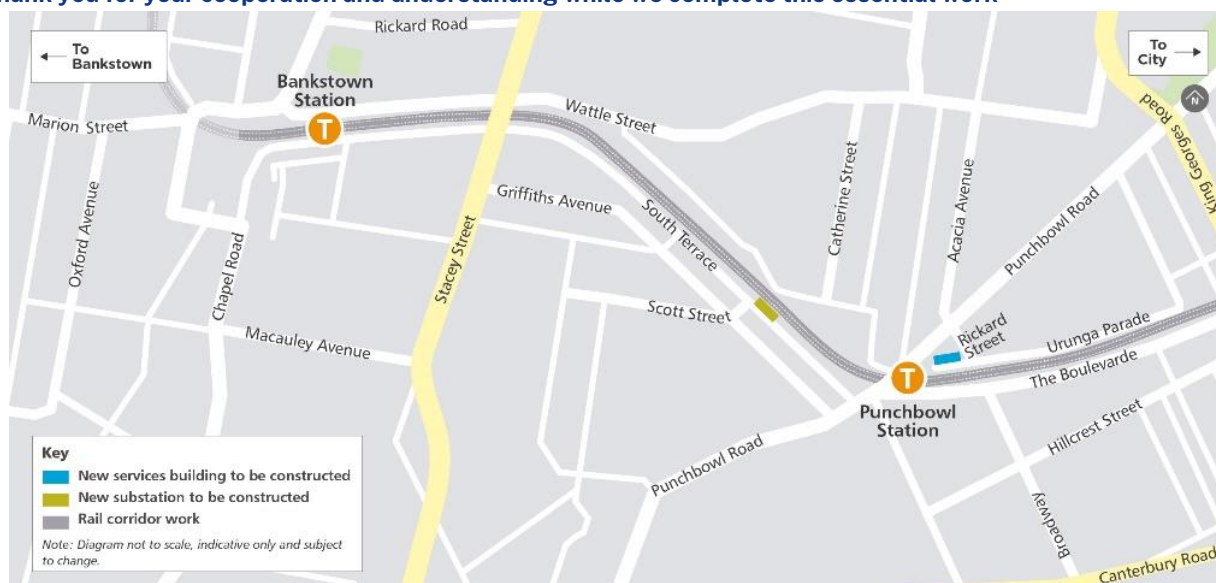 Thank you for your cooperation and understanding while we complete this essential work
To
Bankstown
Rickard Road
To
City
Bankstown
Station
T
N
Marion Street
Wattle Street
King Georges Road
Oxford Avenue
Chapel Road
Stacey Street
Griffiths Avenue
South Terrace
Catherine Street
Acacia Avenue
Punchbowl Road
Macauley Avenue
Scott Street
Rickard
Street
Urunga Parade
T
The Boulevarde
Punchbowl
Station
Hillcrest Street
Punchbowl Road
Broadway
Canterbury Road
Key
New services building to be constructed
New substation to be constructed
Rail corridor work
Note: Diagram not to scale, indicative only and subject
to change.